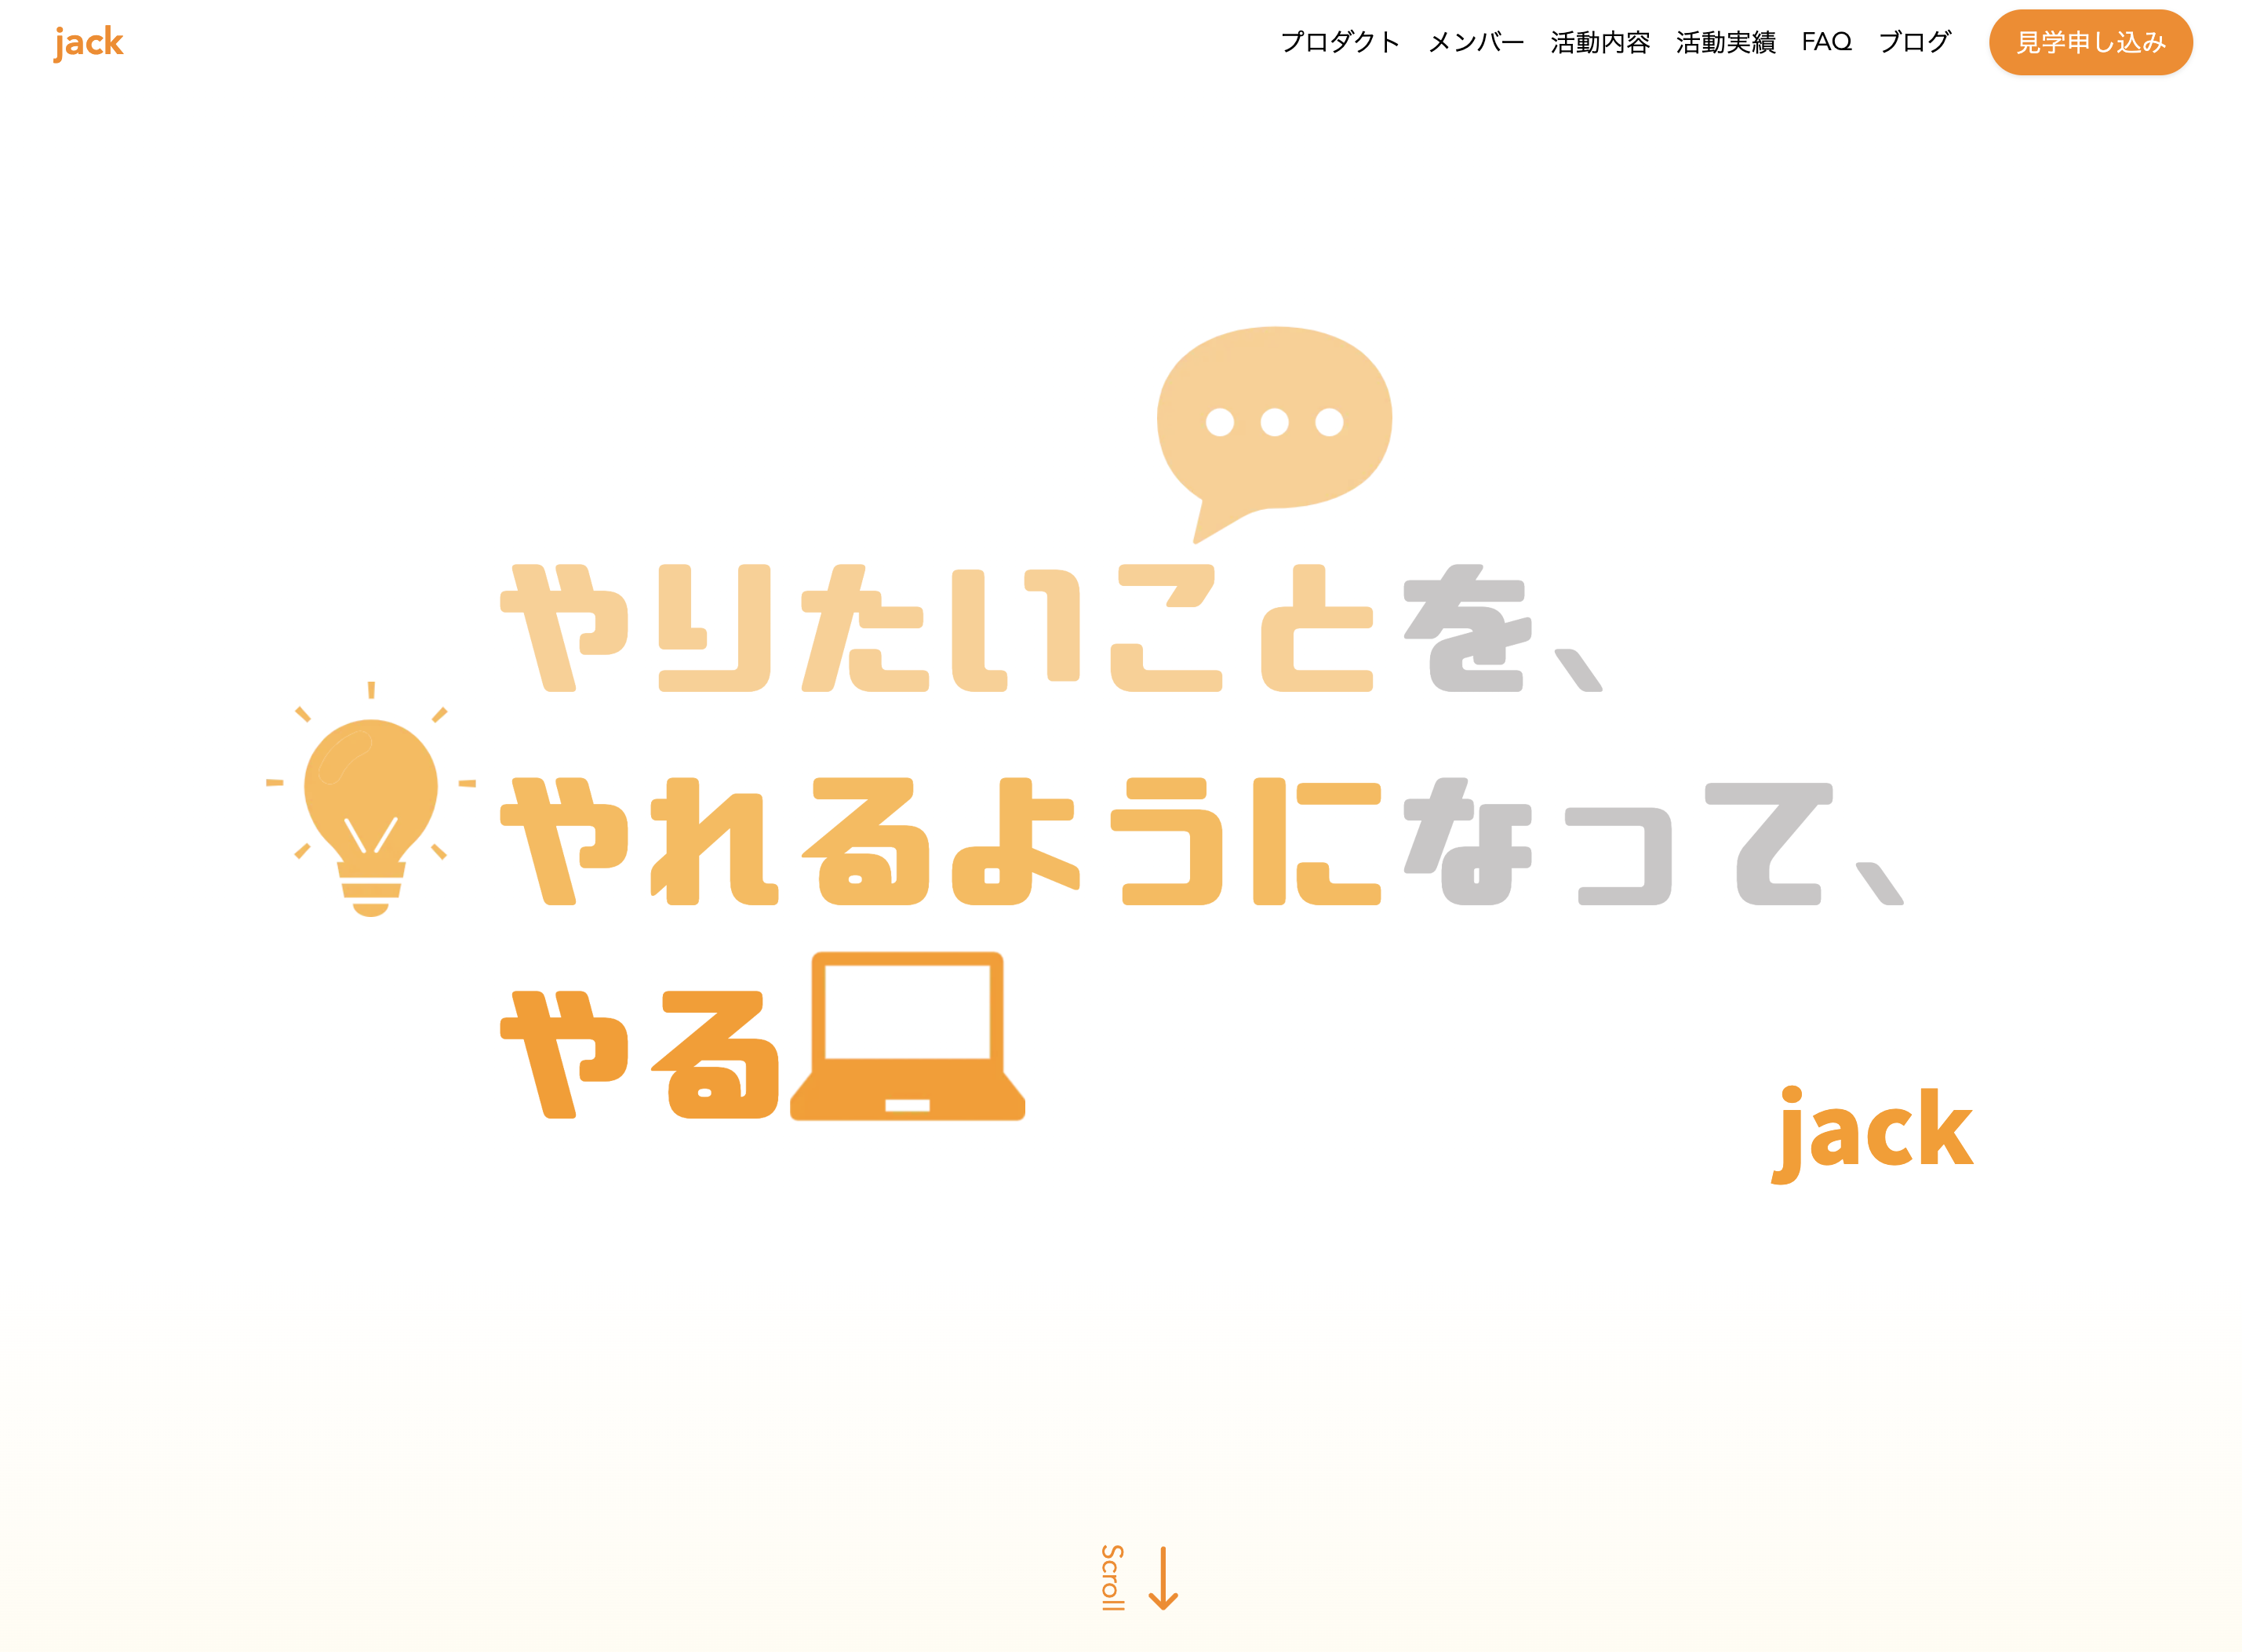 jack
プロダクト メンバー 活動内容 活動実績 FAQ ブログ 見学申し込み
やりたいことを、
やれるようになって、
やる
jack
Scroll